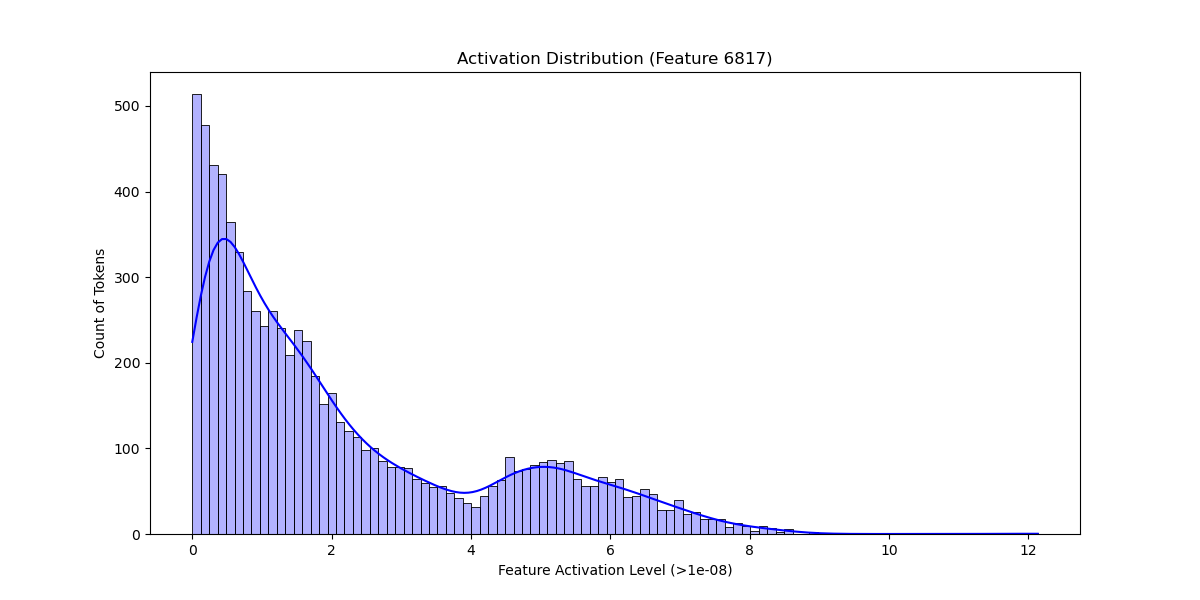 Activation Distribution (Feature 6817)
Count of Tokens
500
400
300
200
100
0
0 2 4 6 8 10 12
Feature Activation Level (>1e-08)